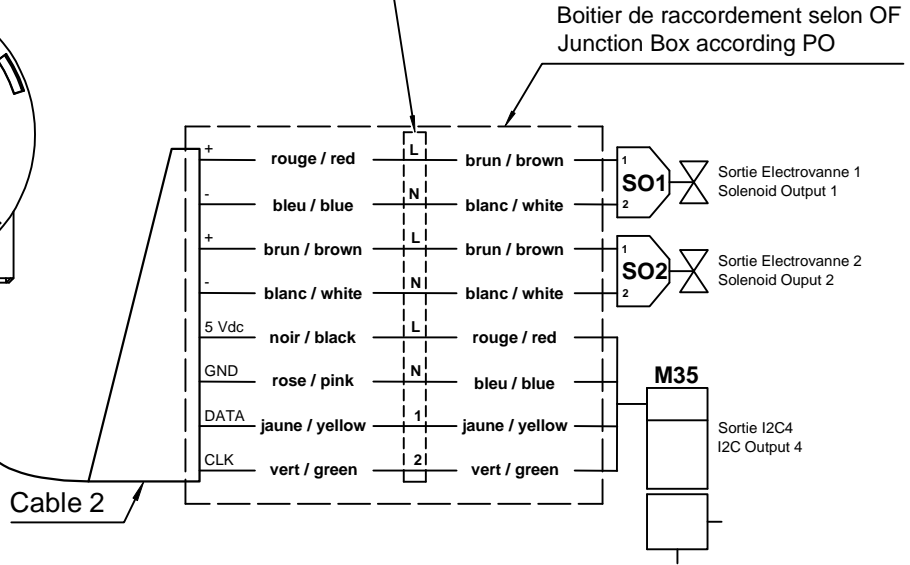 Boitier de raccordement selon OF
Junction Box according PO
+ rouge / red L brun / brown 1
SO1
Sortie Electrovanne 1
Solenoid Output 1
- bleu / blue N blanc / white 2
+ brun / brown L brun / brown 1
SO2
Sortie Electrovanne 2
Solenoid Ouput 2
- blanc / white N blanc / white 2
5 Vdc noir / black L rouge / red
GND rose / pink N bleu / blue
M35
DATA jaune / yellow 1 jaune / yellow
Sortie I2C4
I2C Output 4
CLK vert / green 2 vert / green
Cable 2